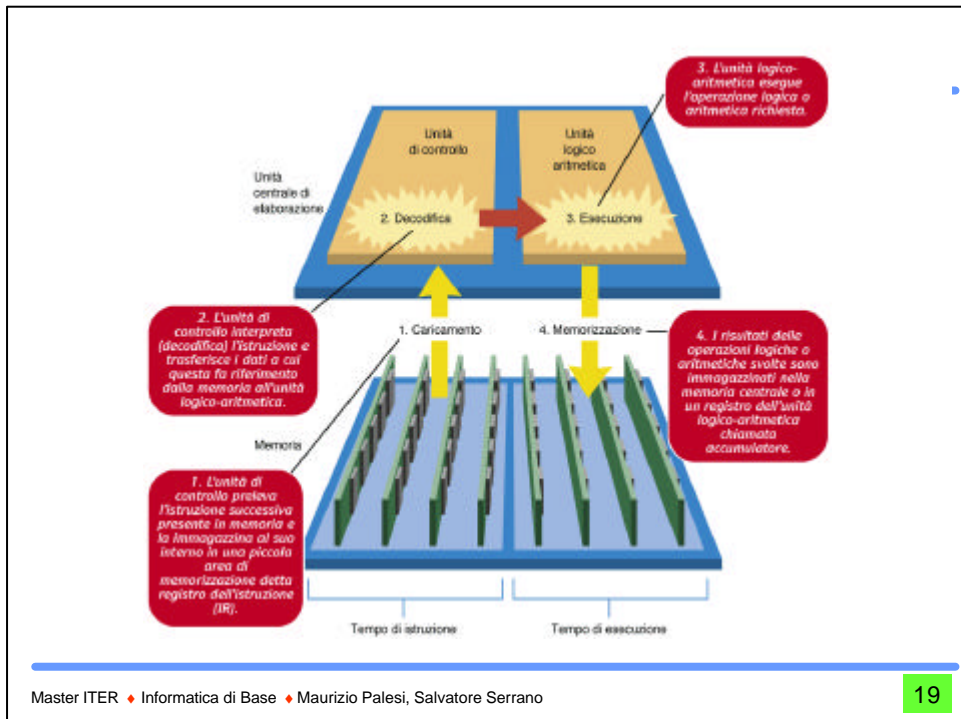 3. L'unità logico-
aritmetica esegue
l'operazione logica o
aritmetica richiesta.
Unità
di controllo
Unità
logico
aritmetica
Unità
centrale di
elaborazione
2. Decodifica
3. Esecuzione
2. L'unità di
controllo interpreta
(decodifica) l'istruzione e
trasferisce i dati a cui
questa fa riferimento
dalla memoria all'unità
logico-aritmetica.
1. Caricamento
4. Memorizzazione
4. I risultati delle
operazioni logiche o
aritmetiche svolte sono
immagazzinati nella
memoria centrale o in
un registro dell'unità
logico-aritmetica
chiamata
accumulatore.
Memoria
1. L'unità di
controllo preleva
l'istruzione successiva
presente in memoria e
la immagazzina al suo
interno in una piccola
area di
memorizzazione detta
registro dell'istruzione
(IR).
Tempo di istruzione
Tempo di esecuzione
Master ITER ♦ Informatica di Base ♦ Maurizio Palesi, Salvatore Serrano
19